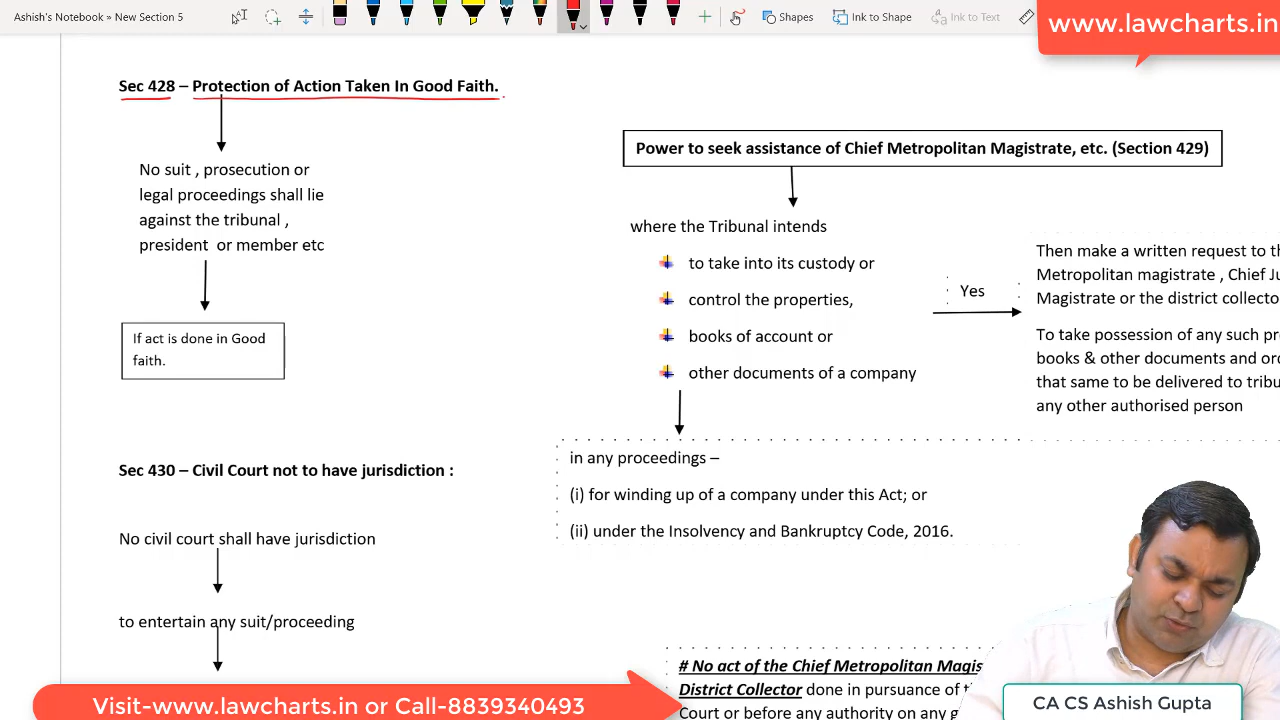 Ashish's Notebook » New Section 5
Shapes
Ink to Shape
Ink to Text
www.lawcharts.in
Sec 428 – Protection of Action Taken In Good Faith.
No suit , prosecution or
legal proceedings shall lie
against the tribunal ,
president or member etc
If act is done in Good
faith.
Sec 430 – Civil Court not to have jurisdiction :
No civil court shall have jurisdiction
to entertain any suit/proceeding
Power to seek assistance of Chief Metropolitan Magistrate, etc. (Section 429)
where the Tribunal intends
to take into its custody or
control the properties,
books of account or
other documents of a company
Yes
Then make a written request to
Metropolitan magistrate , Chief
Magistrate or the district
To take possession of any such
books & other documents and
that same to be delivered to
any other authorised person
in any proceedings –
(i) for winding up of a company under this Act; or
(ii) under the Insolvency and Bankruptcy Code, 2016.
# No act of the Chief Metropolitan
District Collector done in pursuance of
Court or before any authority on any
Visit-www.lawcharts.in or Call-8839340493
CA CS Ashish Gupta